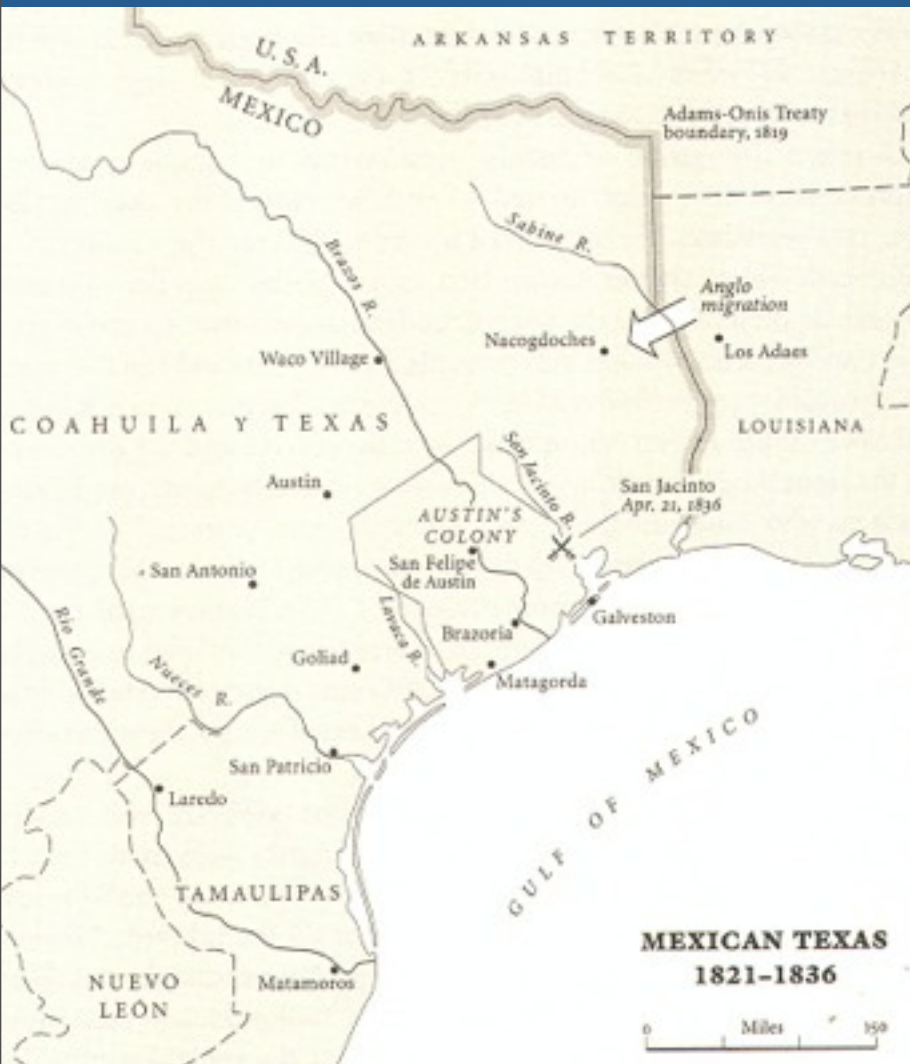 ARKANSAS TERRITORY
U.S.A.
MEXICO
Adams-Onis Treaty
boundary, 1819
Sabine R.
Brazos R.
Anglo
migration
Nacogdoches
Los Adaes
Waco Village
COAHUILA Y TEXAS
LOUISIANA
San Jacinto R.
Austin
San Jacinto
Apr. 21, 1836
AUSTIN'S
COLONY
San Felipe
de Austin
San Antonio
Lavaca R.
Rio Grande
Galveston
Brazoria
Goliad
Nueces R.
Matagorda
San Patricio
Laredo
GULF OF MEXICO
TAMAULIPAS
MEXICAN TEXAS
1821–1836
NUEVO
LEÓN
Matamoros
0 Miles 150